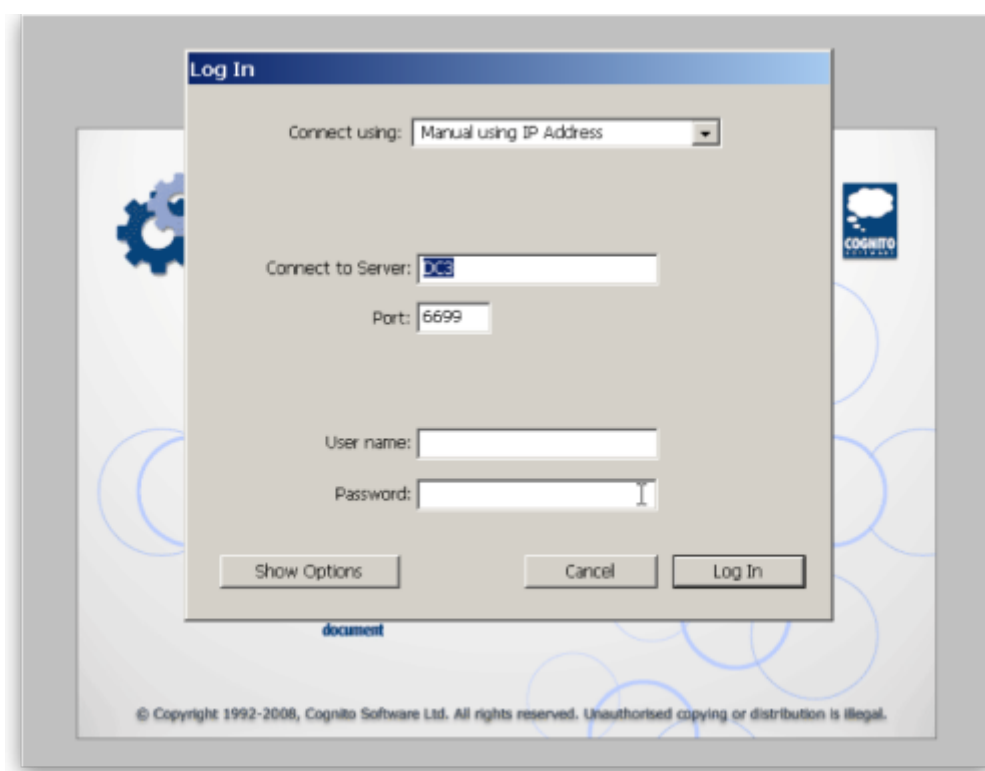 Log In
Connect using: Manual using IP Address
COGNITO
SOFTWARE
Connect to Server: DC3
Port: 6699
User name:
Password:
Show Options Cancel Log In
document
© Copyright 1992-2008, Cognito Software Ltd. All rights reserved. Unauthorised copying or distribution is illegal.